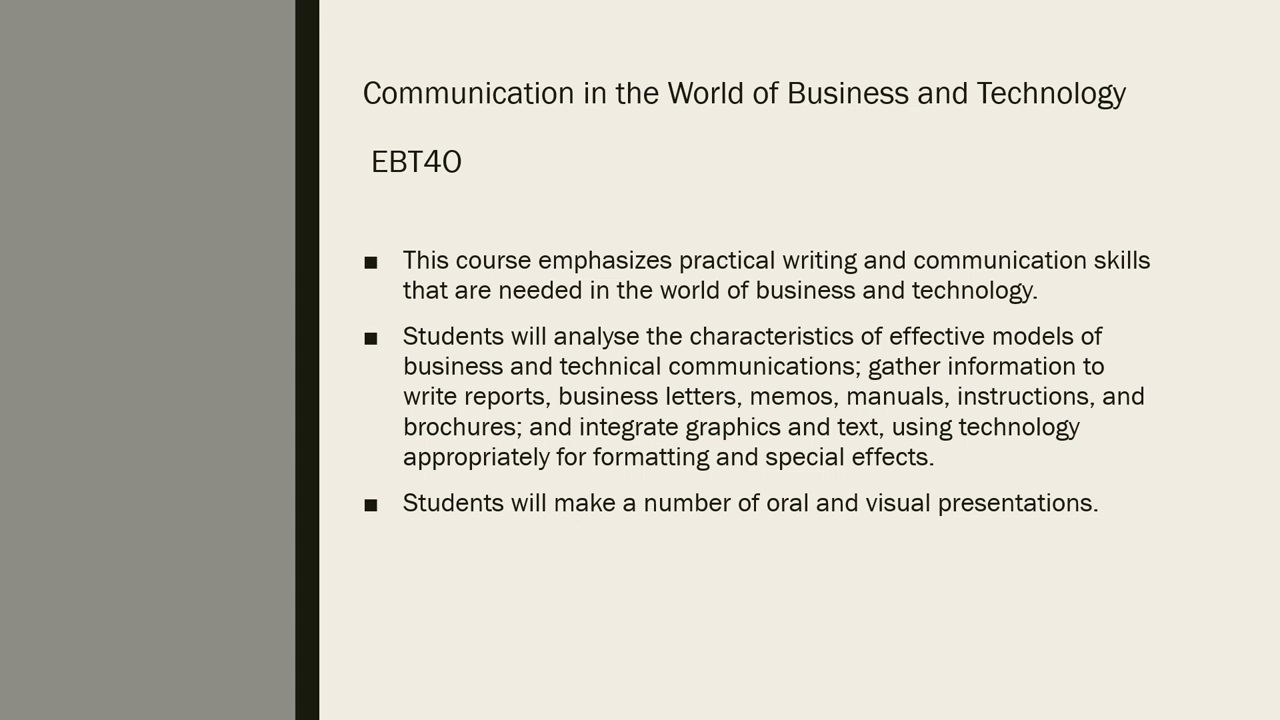 Communication in the World of Business and Technology
EBT4O
■ This course emphasizes practical writing and communication skills
that are needed in the world of business and technology.
■ Students will analyse the characteristics of effective models of
business and technical communications; gather information to
write reports, business letters, memos, manuals, instructions, and
brochures; and integrate graphics and text, using technology
appropriately for formatting and special effects.
■ Students will make a number of oral and visual presentations.